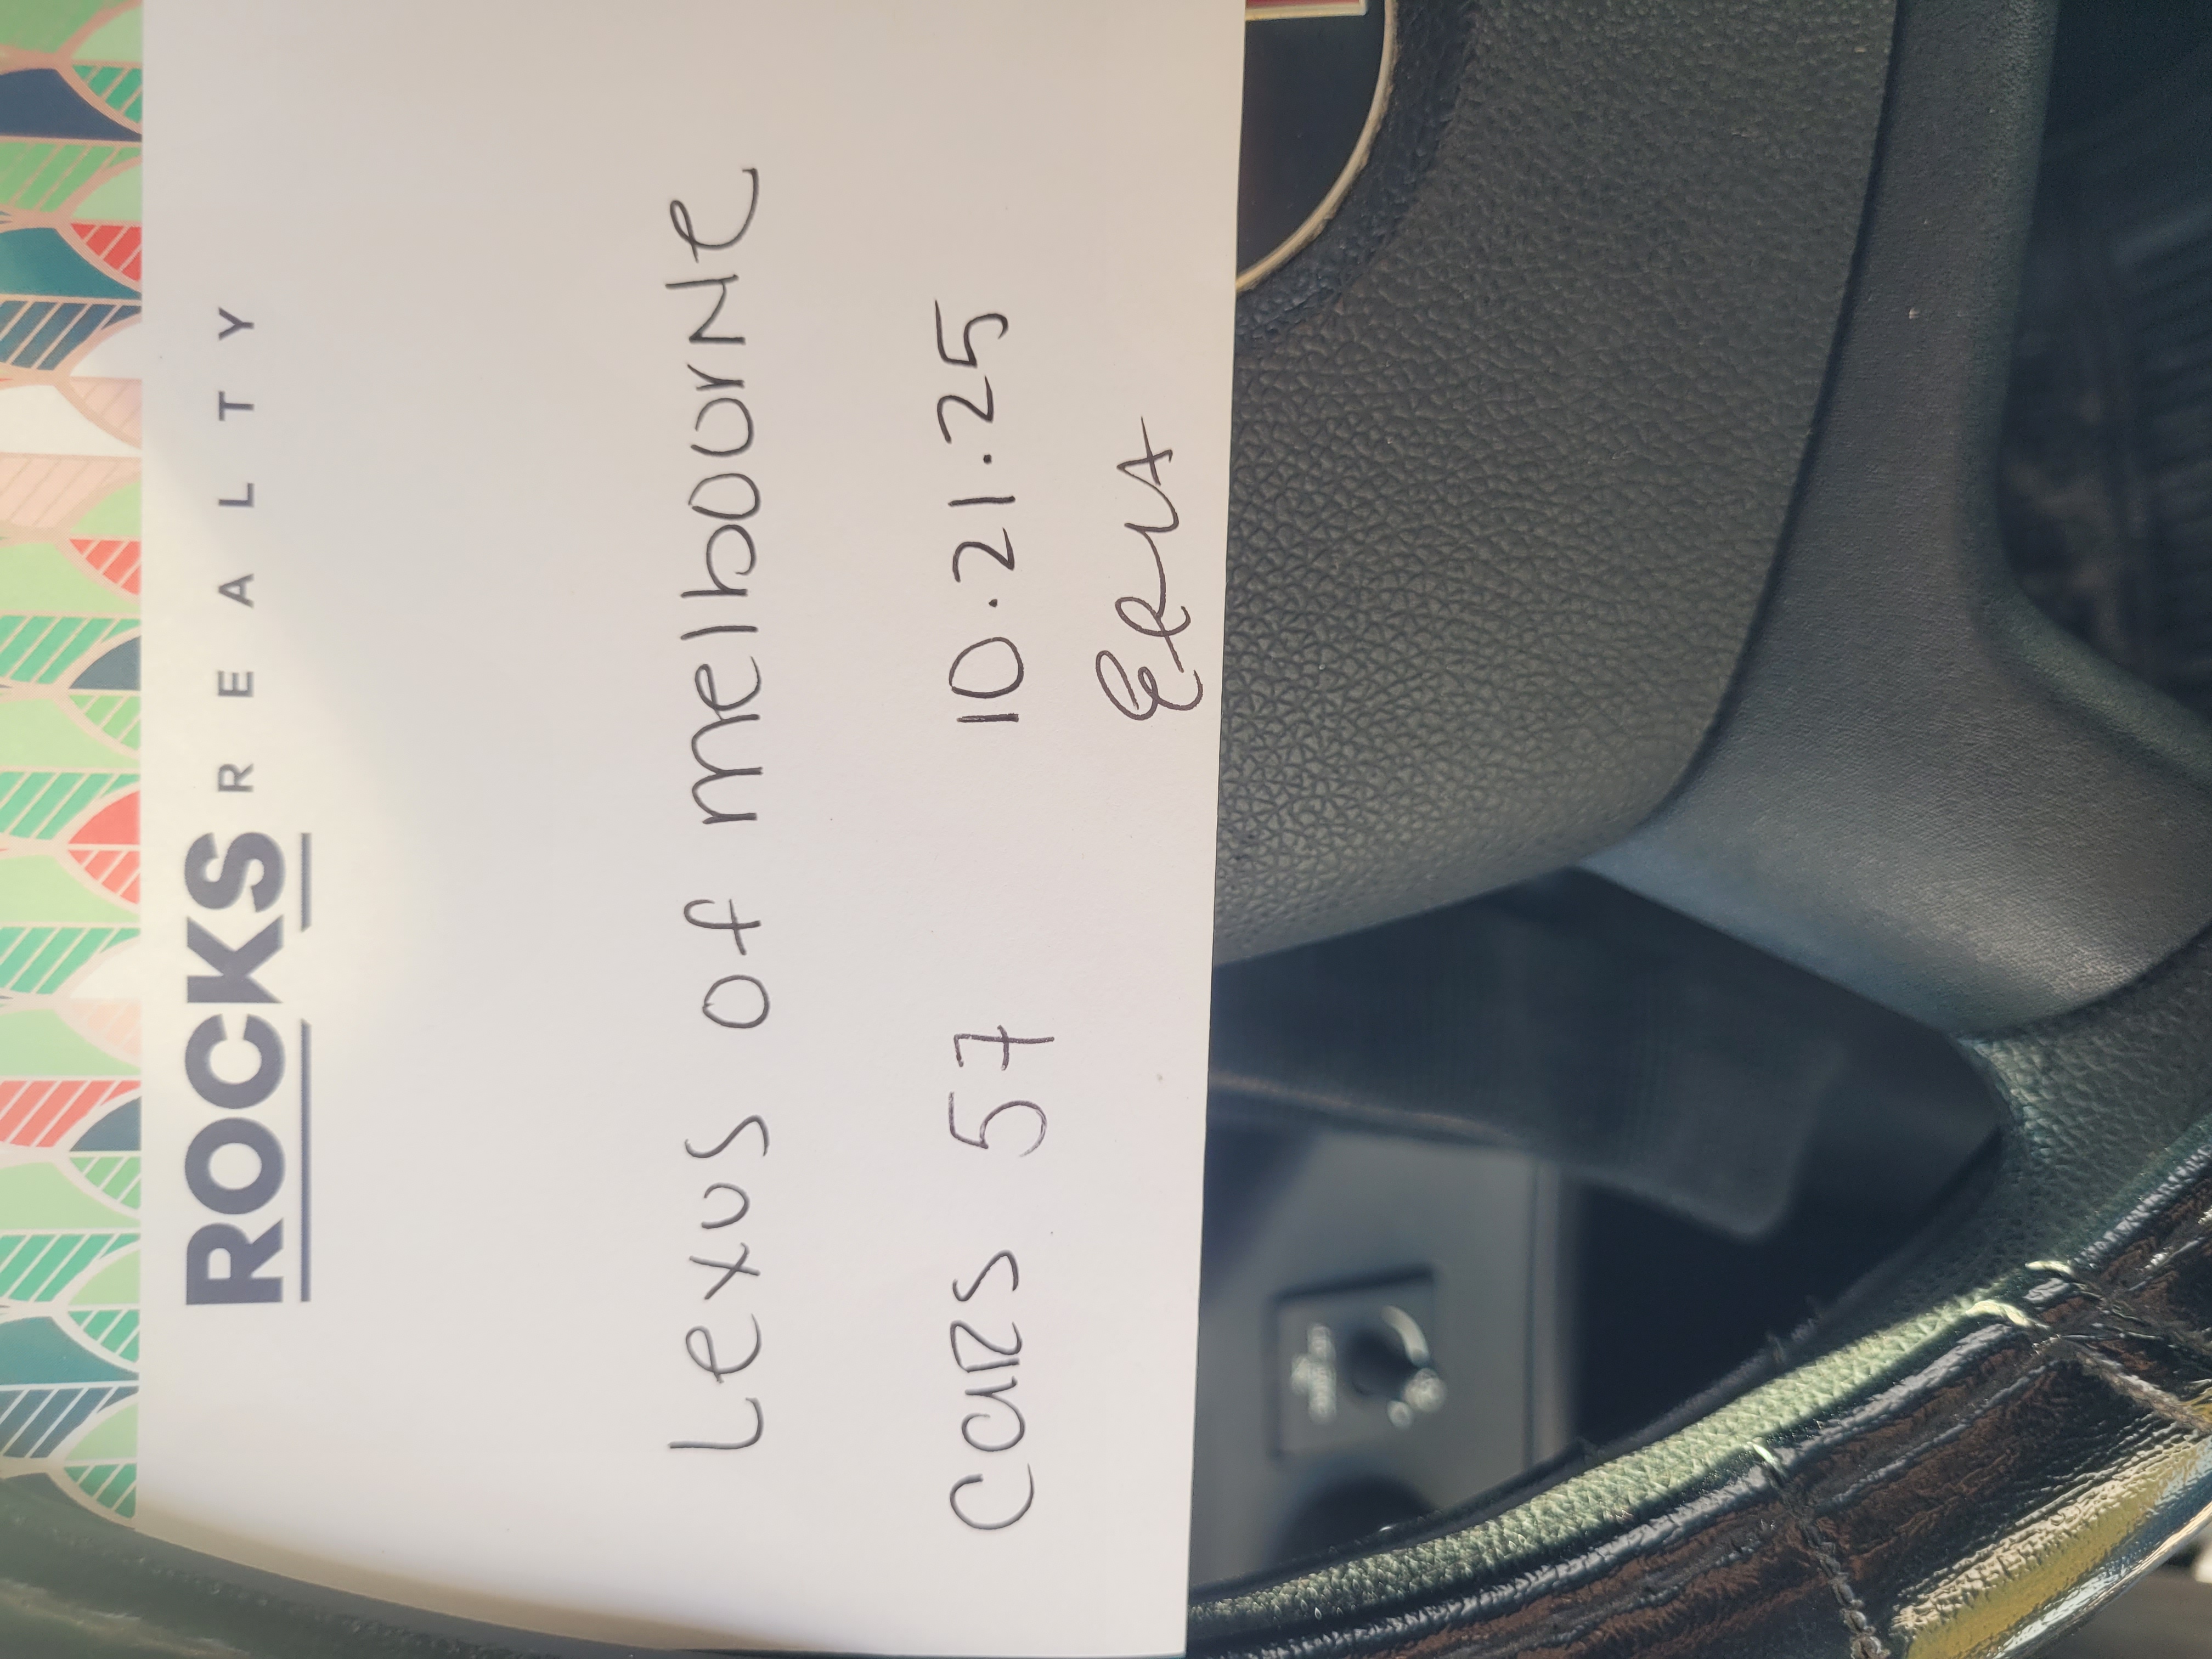 ROCKS REALTY
Lexus of melbourne
Cars 57 10.21.25